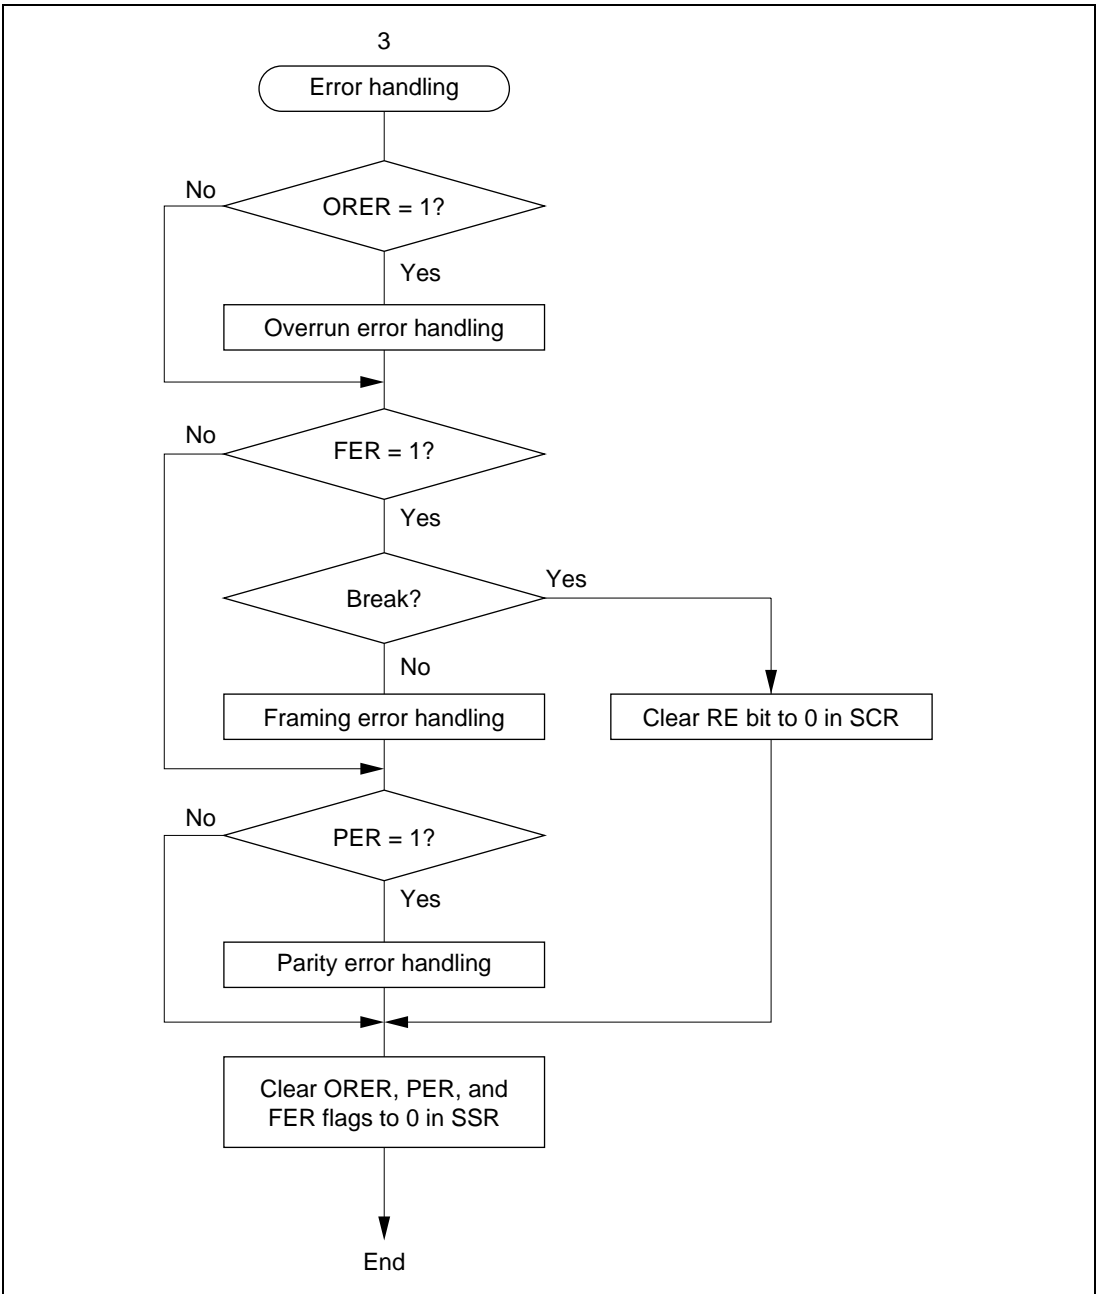 3
Error handling
No
ORER = 1?
Yes
Overrun error handling
No
FER = 1?
Yes
Yes
Break?
No
Framing error handling
Clear RE bit to 0 in SCR
No
PER = 1?
Yes
Parity error handling
Clear ORER, PER, and
FER flags to 0 in SSR
End